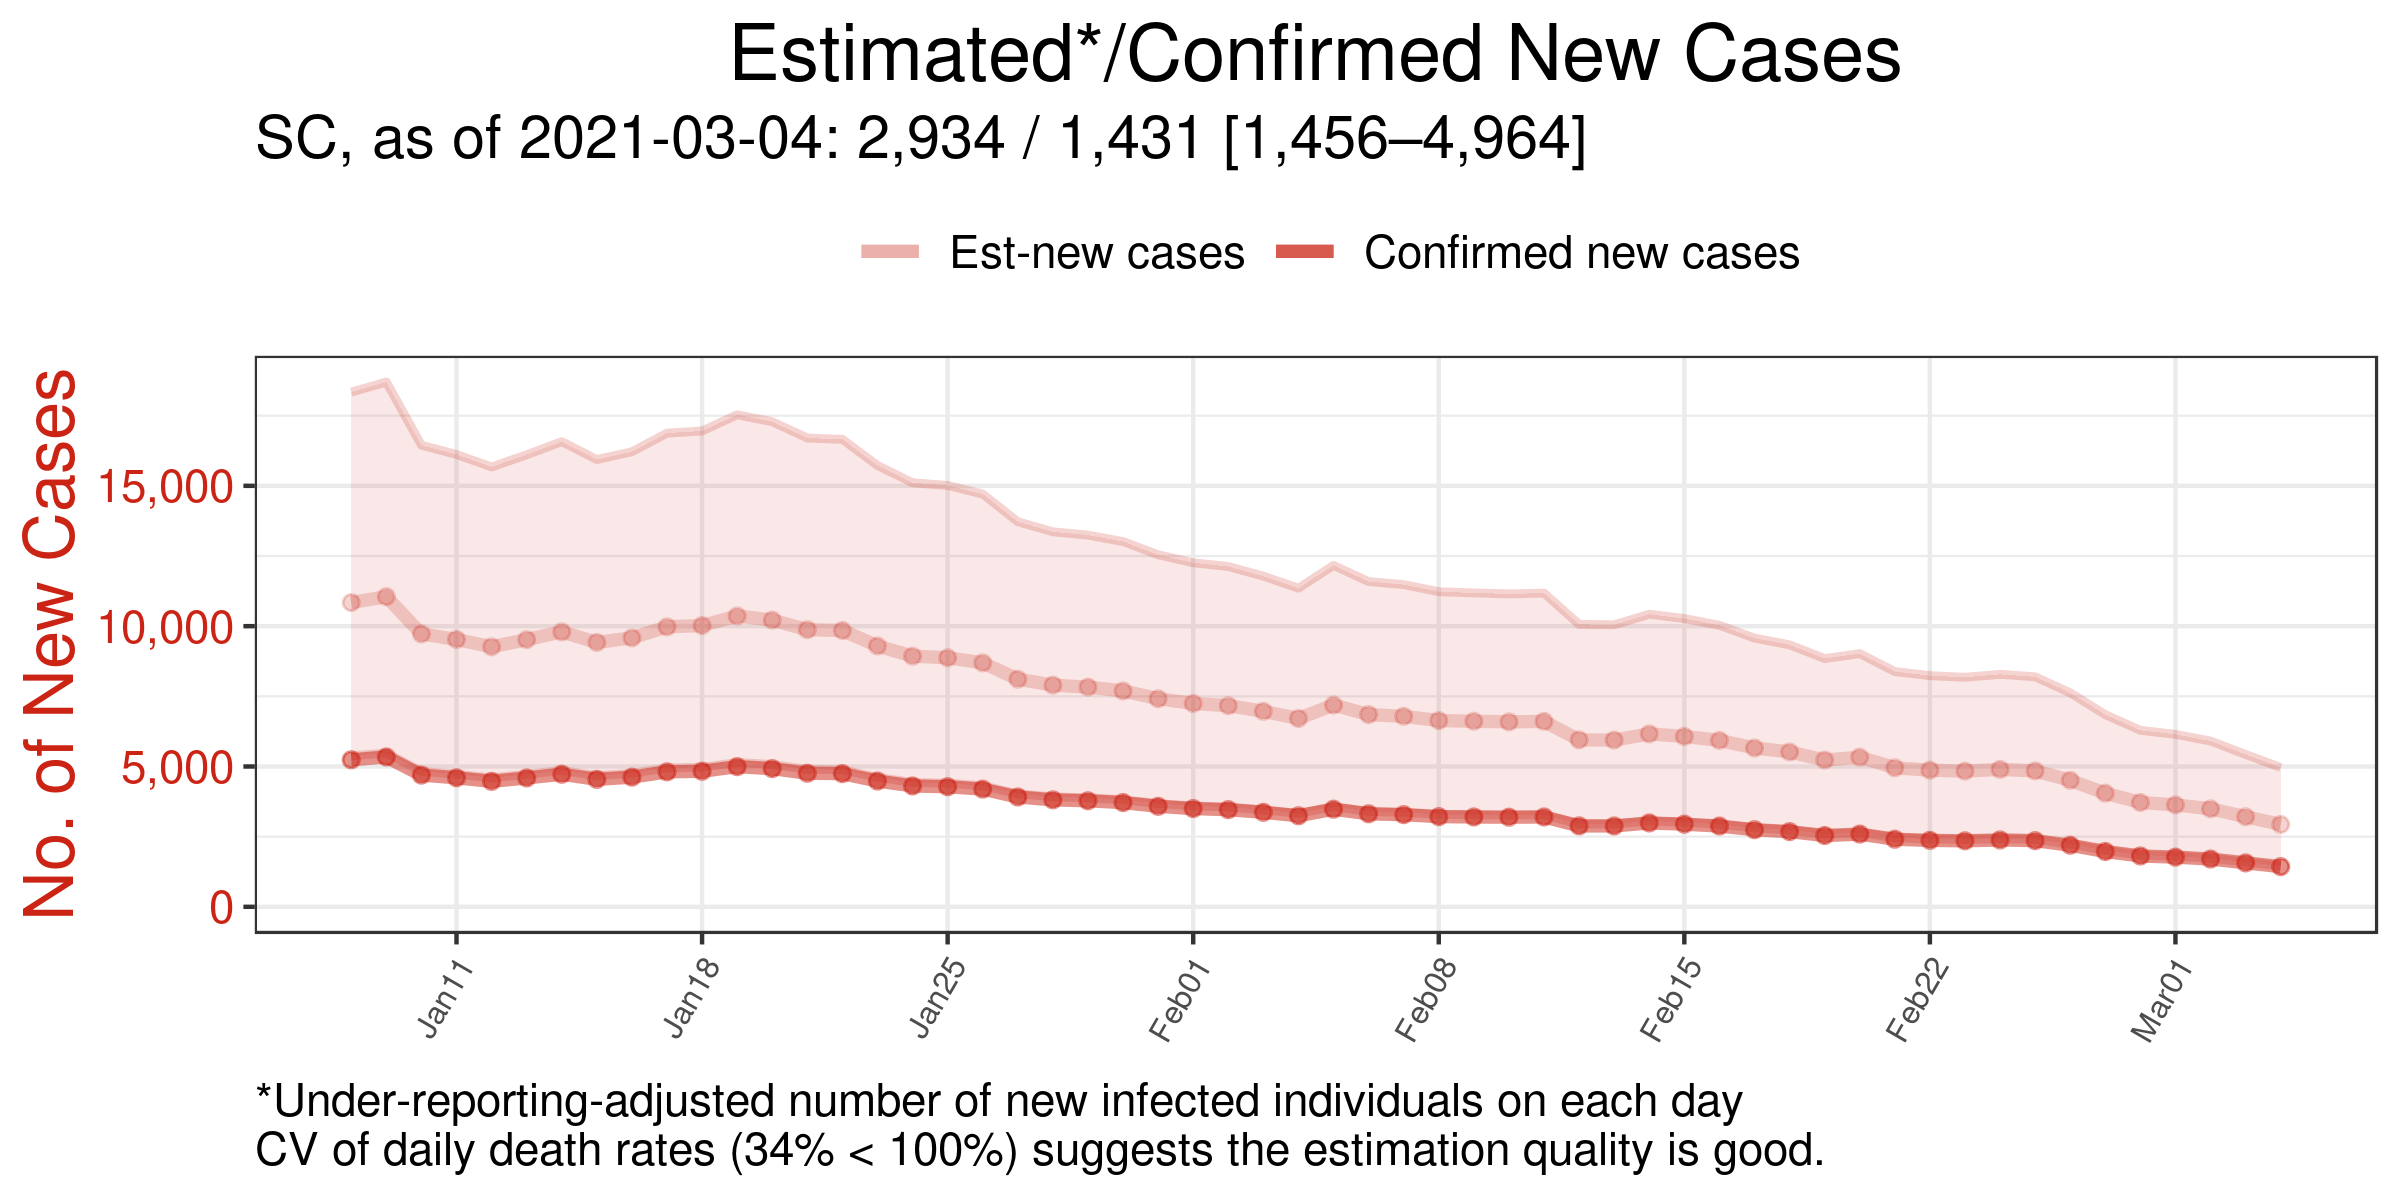 Estimated*/Confirmed New Cases
SC, as of 2021-03-04: 2,934 / 1,431 [1,456–4,964]
Est-new cases
Confirmed new cases
No. of New Cases
15,000
10,000
5,000
0
Jan11
Jan18
Jan25
Feb01
Feb08
Feb15
Feb22
Mar01
*Under-reporting-adjusted number of new infected individuals on each day
CV of daily death rates (34% < 100%) suggests the estimation quality is good.